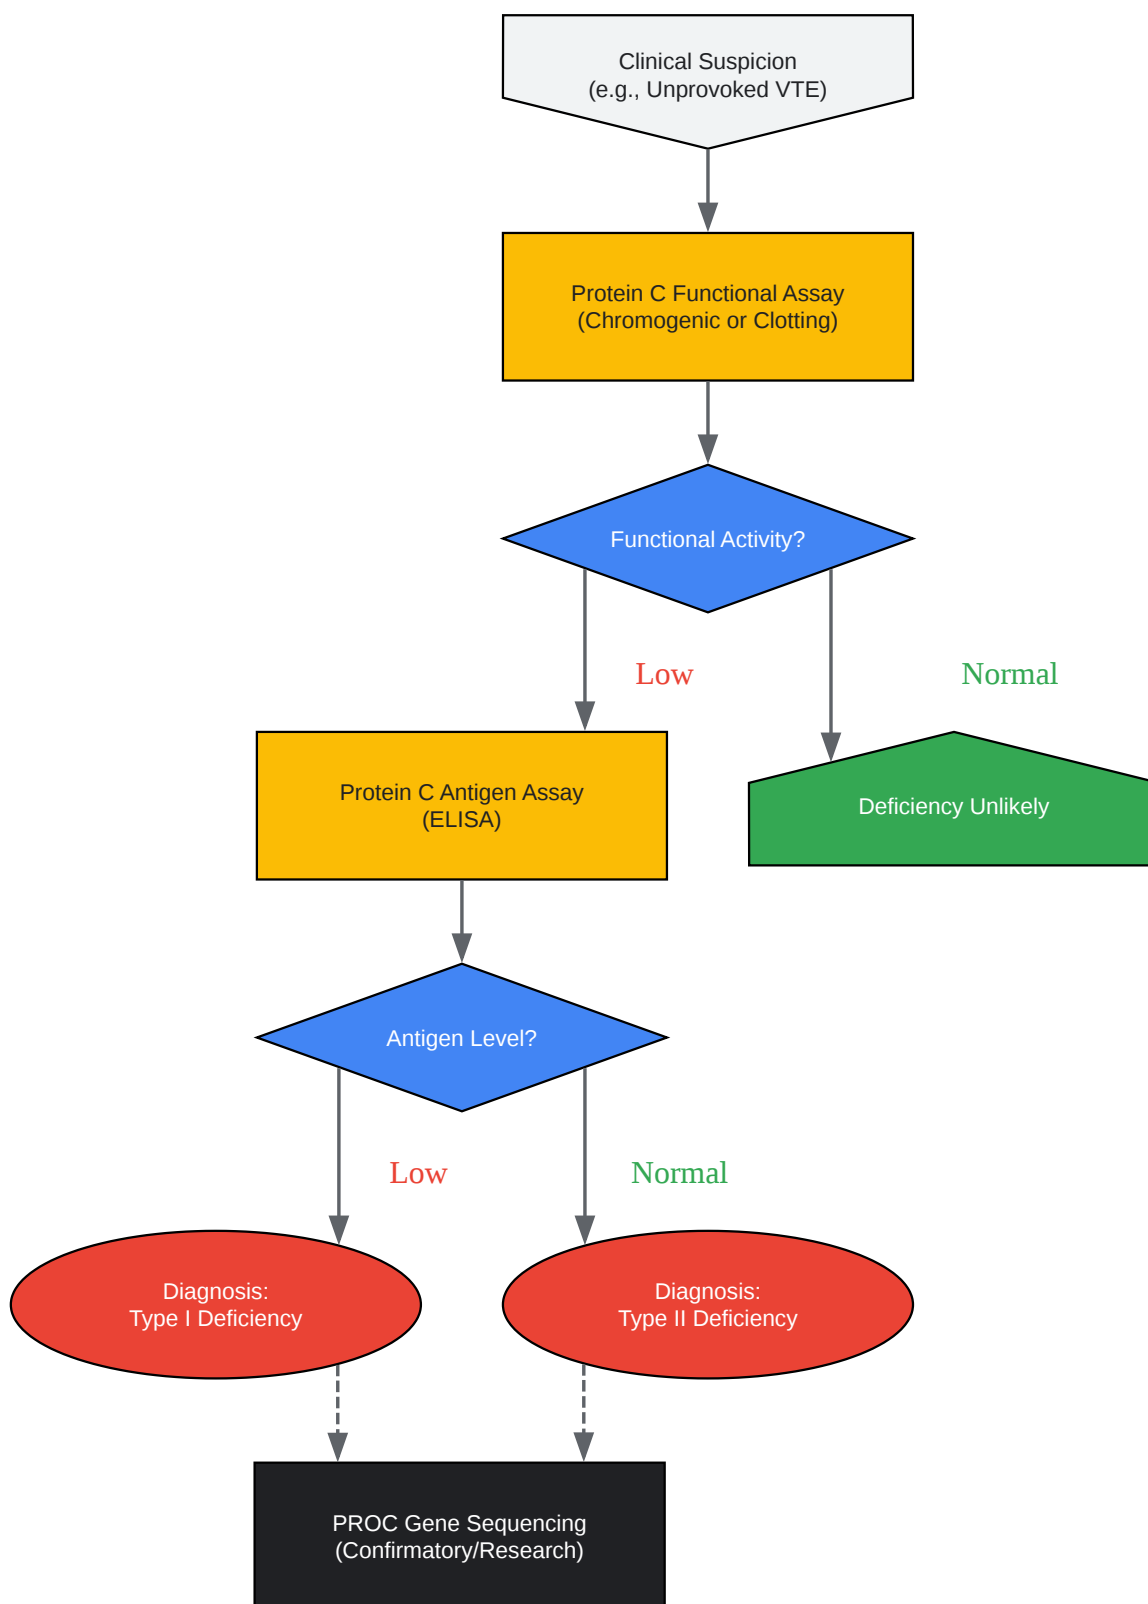 Clinical Suspicion
(e.g., Unprovoked VTE)
Protein C Functional Assay
(Chromogenic or Clotting)
Functional Activity?
Low
Normal
Protein C Antigen Assay
(ELISA)
Deficiency Unlikely
Antigen Level?
Low
Normal
Diagnosis:
Type I Deficiency
Diagnosis:
Type II Deficiency
PROC Gene Sequencing
(Confirmatory/Research)